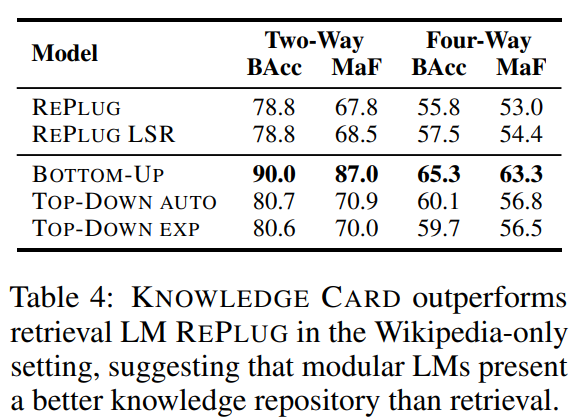 Model Two-Way Four-Way
BAcc MaF BAcc MaF
REPLUG 78.8 67.8 55.8 53.0
REPLUG LSR 78.8 68.5 57.5 54.4
BOTTOM-UP 90.0 87.0 65.3 63.3
TOP-DOWN AUTO 80.7 70.9 60.1 56.8
TOP-DOWN EXP 80.6 70.0 59.7 56.5
Table 4: KNOWLEDGE CARD outperforms
retrieval LM REPLUG in the Wikipedia-only
setting, suggesting that modular LMs present
a better knowledge repository than retrieval.